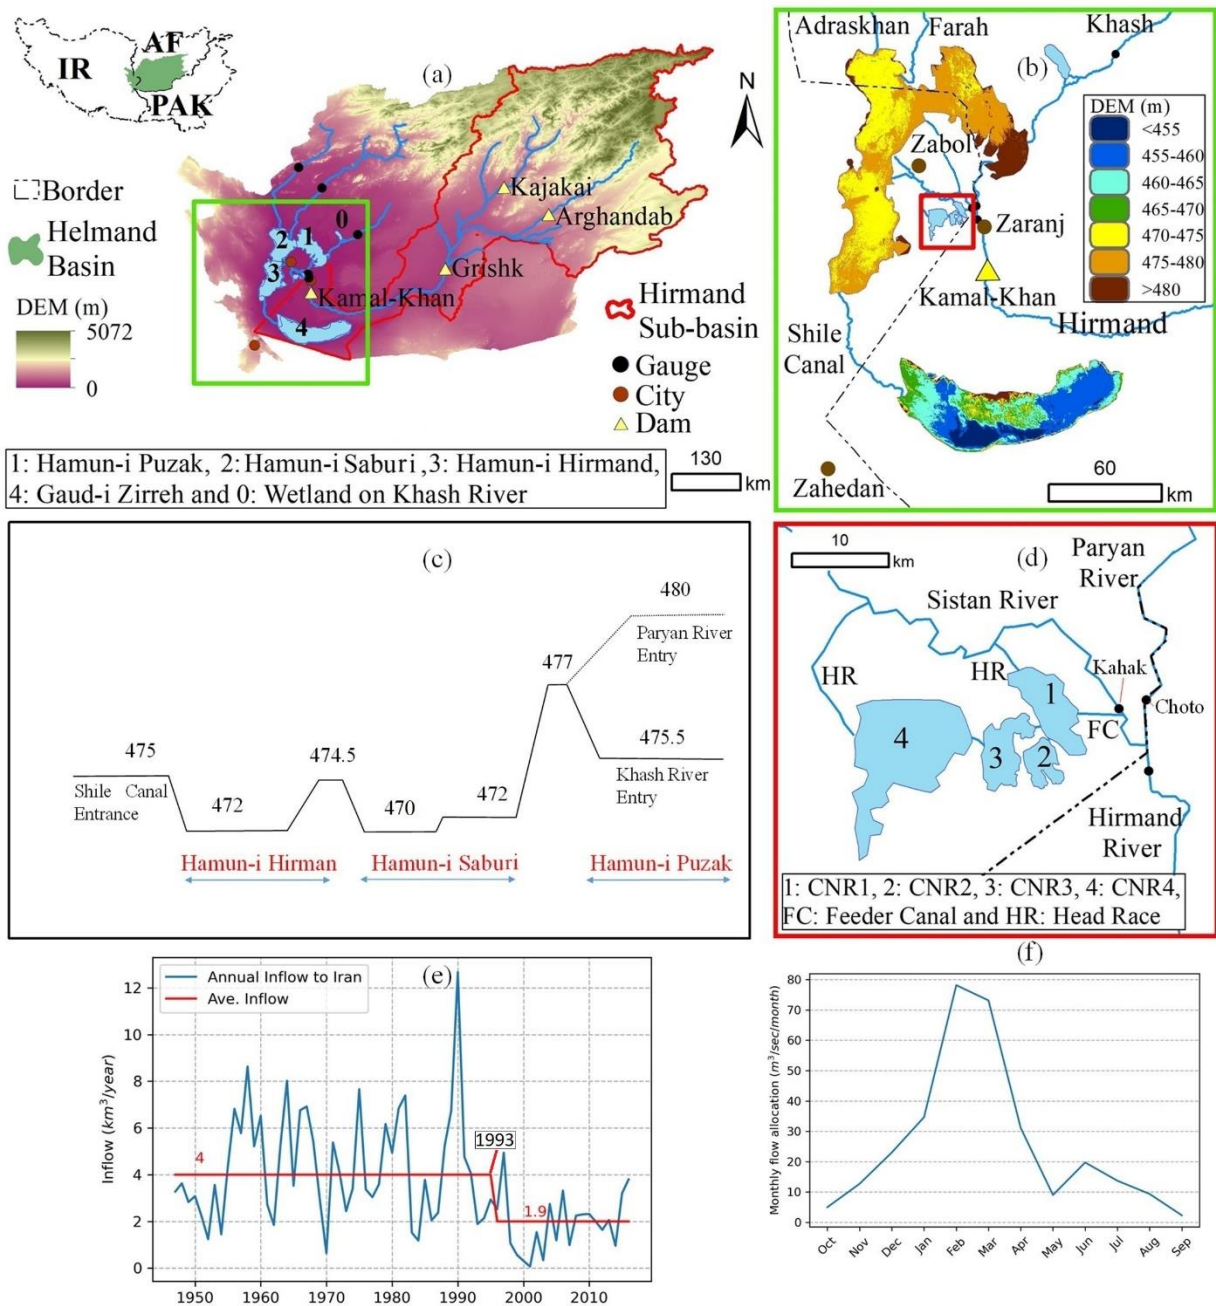 AF
IR
PAK
Border
Helmand
Basin
DEM (m)
5072
0
(a)
N
0
2
1
3
4
Kajakai
Arghandab
Grishk
Kamal-Khan
Hirmand
Sub-basin
Gauge
City
Dam
1: Hamun-i Puzak, 2: Hamun-i Saburi ,3: Hamun-i Hirmand,
4: Gaud-i Zirreh and 0: Wetland on Khash River
130
km
Adraskhan
Farah
Khash
(b)
DEM (m)
<455
455-460
460-465
465-470
470-475
475-480
>480
Zabol
Zaranj
Kamal-Khan
Hirmand
Shile
Canal
Zahedan
60
km
(c)
480
Paryan River
Entry
477
475
474.5
475.5
Shile Canal
Entrance
Khash River
Entry
472
470
472
Hamun-i Hirman
Hamun-i Saburi
Hamun-i Puzak
10
km
(d)
Paryan
River
Sistan River
HR
HR
Kahak
Choto
FC
1
2
3
4
Hirmand
River
1: CNR1, 2: CNR2, 3: CNR3, 4: CNR4,
FC: Feeder Canal and HR: Head Race
(e)
Annual Inflow to Iran
Ave. Inflow
Inflow (km³/year)
12
10
8
6
4
2
0
4
1993
1.9
1950
1960
1970
1980
1990
2000
2010
(f)
Monthly flow allocation (m³/sec/month)
80
70
60
50
40
30
20
10
0
Oct
Nov
Dec
Jan
Feb
Mar
Apr
May
Jun
Jul
Aug
Sep